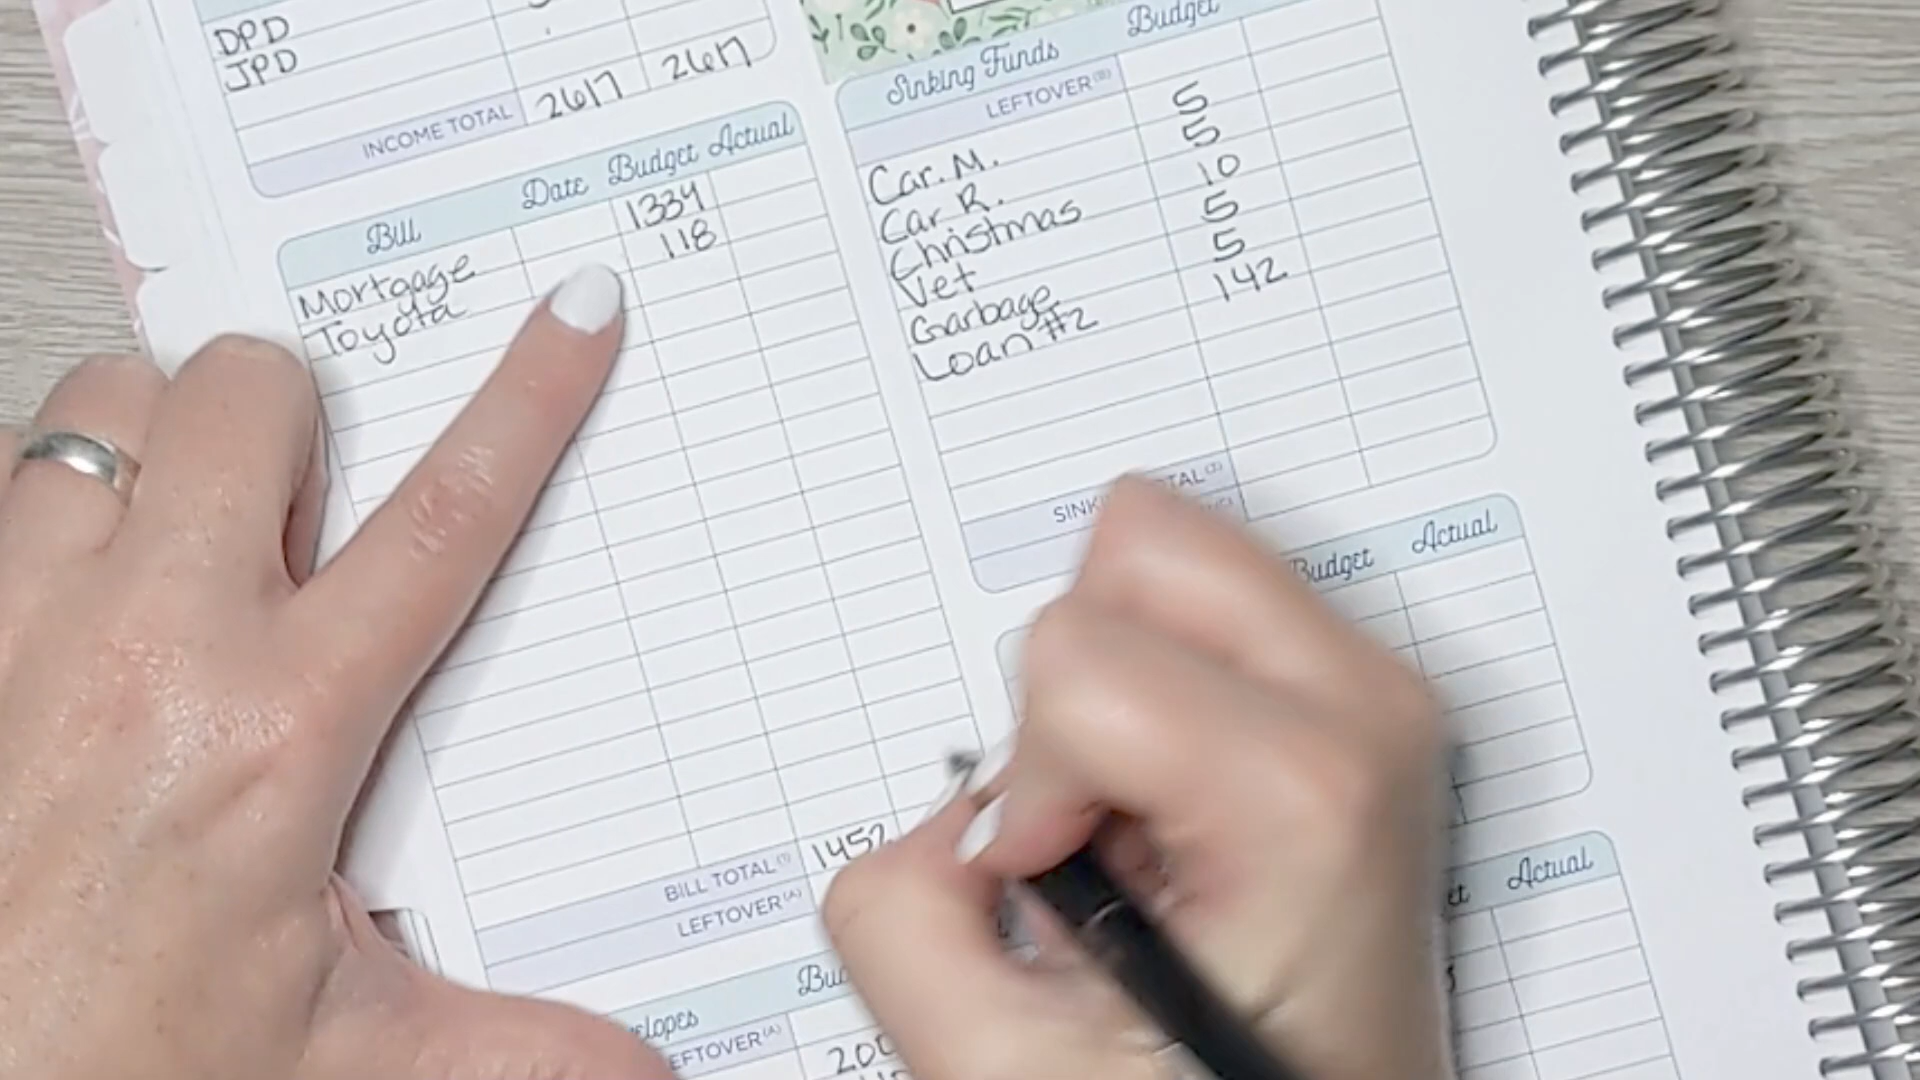 DPD
JPD
INCOME TOTAL 2617 2617
Bill Date Budget Actual
Mortgage 1334
Toyota 118
BILL TOTAL (1) 1452
LEFTOVER (A)
Sinking Funds Budget
LEFTOVER (B)
Car. M. 5
Car R. 5
Christmas 10
Vet 5
Garbage 5
Loan #2 142
Budget Actual
Actual